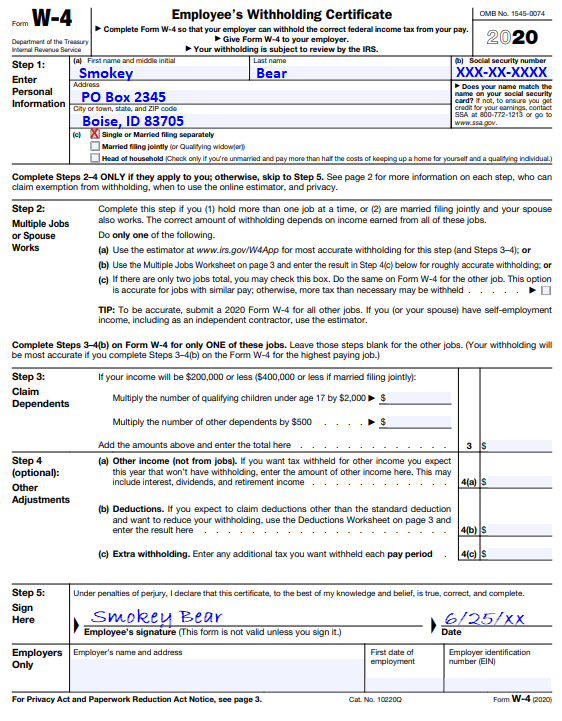 Form W-4
Department of the Treasury
Internal Revenue Service
Employee's Withholding Certificate
▶ Complete Form W-4 so that your employer can withhold the correct federal income tax from your pay.
▶ Give Form W-4 to your employer.
▶ Your withholding is subject to review by the IRS.
OMB No. 1545-0074
2020
Step 1:
Enter
Personal
Information
(a) First name and middle initial
Smokey
Last name
Bear
(b) Social security number
XXX-XX-XXXX
Address
PO Box 2345
City or town, state, and ZIP code
Boise, ID 83705
▶ Does your name match the
name on your social security
card? If not, to ensure you get
credit for your earnings, contact
SSA at 800-772-1213 or go to
www.ssa.gov.
(c) X Single or Married filing separately
Married filing jointly (or Qualifying widow(er))
Head of household (Check only if you're unmarried and pay more than half the costs of keeping up a home for yourself and a qualifying individual.)
Complete Steps 2–4 ONLY if they apply to you; otherwise, skip to Step 5. See page 2 for more information on each step, who can
claim exemption from withholding, when to use the online estimator, and privacy.
Step 2:
Multiple Jobs
or Spouse
Works
Complete this step if you (1) hold more than one job at a time, or (2) are married filing jointly and your spouse
also works. The correct amount of withholding depends on income earned from all of these jobs.
Do only one of the following.
(a) Use the estimator at www.irs.gov/W4App for most accurate withholding for this step (and Steps 3–4); or
(b) Use the Multiple Jobs Worksheet on page 3 and enter the result in Step 4(c) below for roughly accurate withholding; or
(c) If there are only two jobs total, you may check this box. Do the same on Form W-4 for the other job. This option
is accurate for jobs with similar pay; otherwise, more tax than necessary may be withheld . . . . . ▶
TIP: To be accurate, submit a 2020 Form W-4 for all other jobs. If you (or your spouse) have self-employment
income, including as an independent contractor, use the estimator.
Complete Steps 3–4(b) on Form W-4 for only ONE of these jobs. Leave those steps blank for the other jobs. (Your withholding will
be most accurate if you complete Steps 3–4(b) on the Form W-4 for the highest paying job.)
Step 3:
Claim
Dependents
If your income will be $200,000 or less ($400,000 or less if married filing jointly):
Multiply the number of qualifying children under age 17 by $2,000 ▶ $
Multiply the number of other dependents by $500 . . . . ▶ $
Add the amounts above and enter the total here . . . . . . . . . . . . . 3 $
Step 4
(optional):
Other
Adjustments
(a) Other income (not from jobs). If you want tax withheld for other income you expect
this year that won't have withholding, enter the amount of other income here. This may
include interest, dividends, and retirement income . . . . . . . . . . . . 4(a) $
(b) Deductions. If you expect to claim deductions other than the standard deduction
and want to reduce your withholding, use the Deductions Worksheet on page 3 and
enter the result here . . . . . . . . . . . . . . . . . . 4(b) $
(c) Extra withholding. Enter any additional tax you want withheld each pay period . 4(c) $
Step 5:
Sign
Here
Under penalties of perjury, I declare that this certificate, to the best of my knowledge and belief, is true, correct, and complete.
Smokey Bear
6/25/xx
Employee's signature (This form is not valid unless you sign it.)
Date
Employers
Only
Employer's name and address
First date of
employment
Employer identification
number (EIN)
For Privacy Act and Paperwork Reduction Act Notice, see page 3. Cat. No. 10220Q Form W-4 (2020)